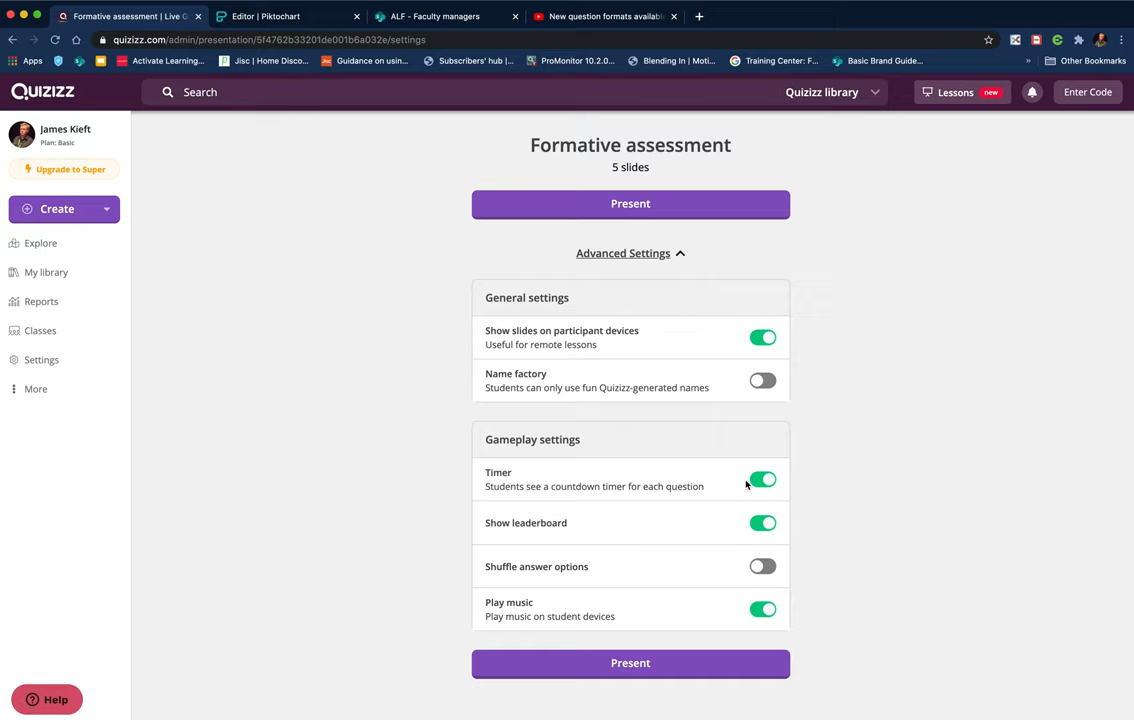 Formative assessment | Live G
Editor | Piktochart
ALF - Faculty managers
New question formats availabl
quizizz.com/admin/presentation/5f4762b33201de001b6a032e/settings
Apps
Activate Learning...
Jisc | Home Disco...
Guidance on usin...
Subscribers' hub |...
ProMonitor 10.2.0...
Blending In | Moti...
Training Center: F...
Basic Brand Guide...
»
Other Bookmarks
Quizizz
Search
Quizizz library
Lessons new
Enter Code
James Kieft
Plan: Basic
Upgrade to Super
Create
Explore
My library
Reports
Classes
Settings
More
Help
Formative assessment
5 slides
Present
Advanced Settings
General settings
Show slides on participant devices
Useful for remote lessons
Name factory
Students can only use fun Quizizz-generated names
Gameplay settings
Timer
Students see a countdown timer for each question
Show leaderboard
Shuffle answer options
Play music
Play music on student devices
Present